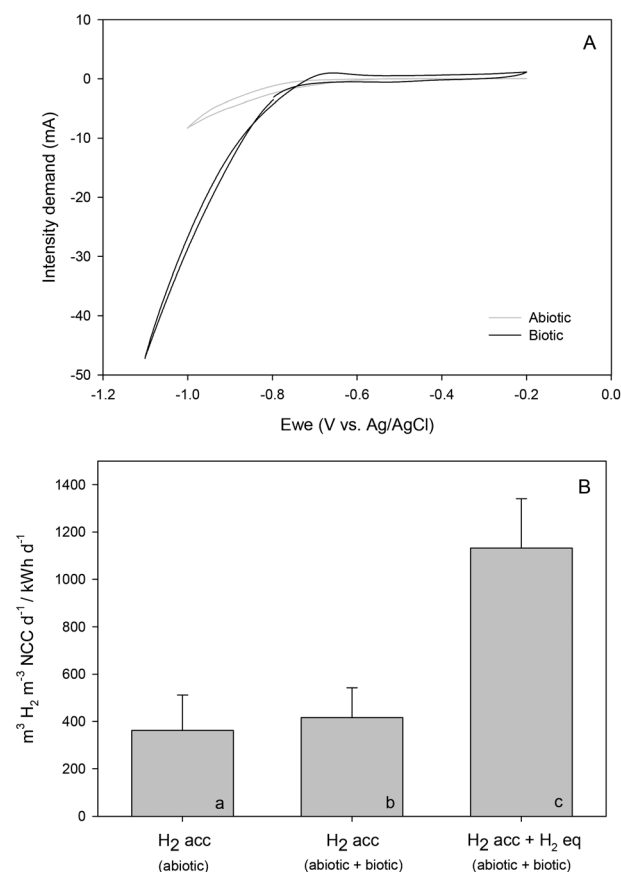 10
0
-10
-20
-30
-40
-50
Intensity demand (mA)
A
Abiotic
Biotic
-1.2
-1.0
-0.8
-0.6
-0.4
-0.2
0.0
Ewe (V vs. Ag/AgCl)
B
1400
1200
1000
800
600
400
200
0
m³ H₂ m⁻³ NCC d⁻¹ / kWh d⁻¹
a
b
c
H₂ acc
(abiotic)
H₂ acc
(abiotic + biotic)
H₂ acc + H₂ eq
(abiotic + biotic)